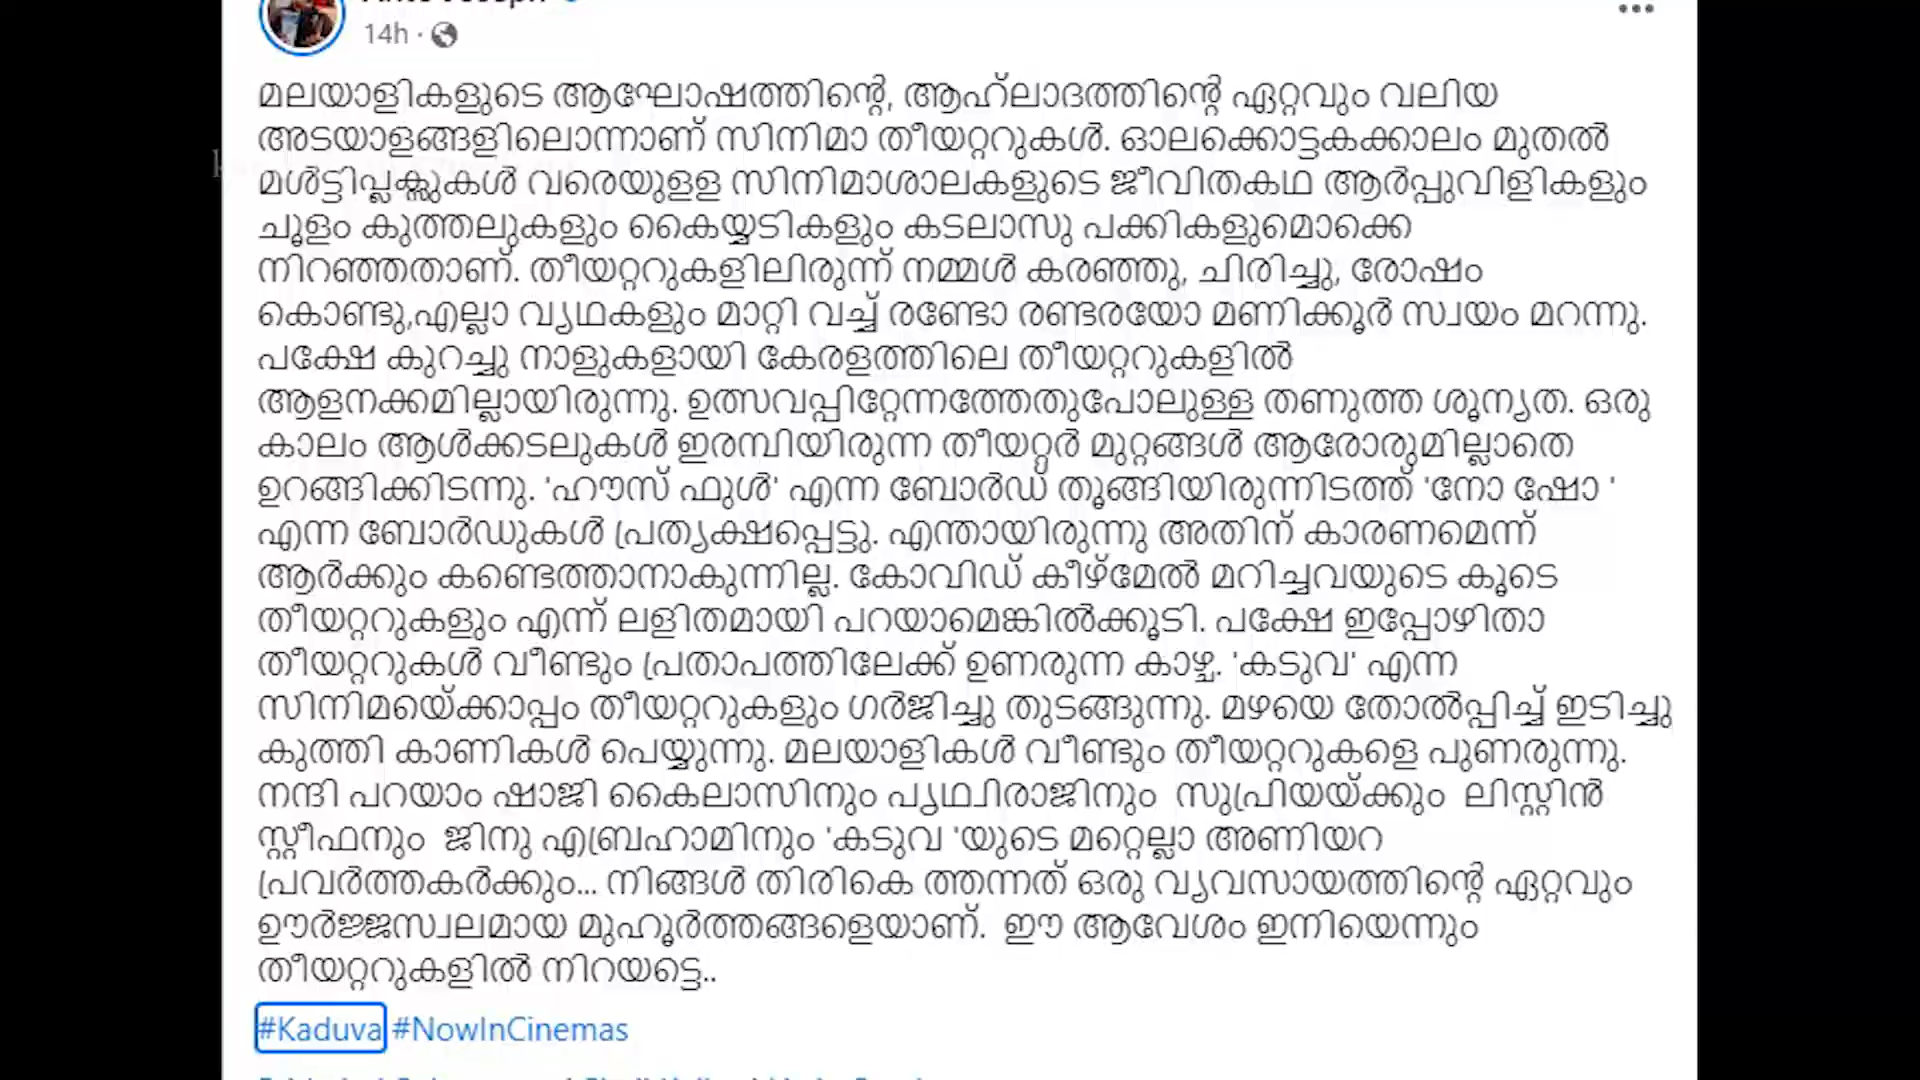 14h ·
മലയാളികളുടെ ആഘോഷത്തിന്റെ, ആഹ്ലാദത്തിന്റെ ഏറ്റവും വലിയ
അടയാളങ്ങളിലൊന്നാണ് സിനിമാ തീയറ്ററുകൾ. ഓലക്കൊട്ടകക്കാലം മുതൽ
മൾട്ടിപ്ലക്സുകൾ വരെയുളള സിനിമാശാലകളുടെ ജീവിതകഥ ആർപ്പുവിളികളും
ചൂളം കുത്തലുകളും കൈയ്യടികളും കടലാസു പക്കികളുമൊക്കെ
നിറഞ്ഞതാണ്. തീയറ്ററുകളിലിരുന്ന് നമ്മൾ കരഞ്ഞു, ചിരിച്ചു, രോഷം
കൊണ്ടു,എല്ലാ വ്യഥകളും മാറ്റി വച്ച് രണ്ടോ രണ്ടരയോ മണിക്കൂർ സ്വയം മറന്നു.
പക്ഷേ കുറച്ചു നാളുകളായി കേരളത്തിലെ തീയറ്ററുകളിൽ
ആളനക്കമില്ലായിരുന്നു. ഉത്സവപ്പിറ്റേന്നത്തേതുപോലുള്ള തണുത്ത ശൂന്യത. ഒരു
കാലം ആൾക്കടലുകൾ ഇരമ്പിയിരുന്ന തീയറ്റർ മുറ്റങ്ങൾ ആരോരുമില്ലാതെ
ഉറങ്ങിക്കിടന്നു. 'ഹൗസ് ഫുൾ' എന്ന ബോർഡ് തൂങ്ങിയിരുന്നിടത്ത് 'നോ ഷോ '
എന്ന ബോർഡുകൾ പ്രത്യക്ഷപ്പെട്ടു. എന്തായിരുന്നു അതിന് കാരണമെന്ന്
ആർക്കും കണ്ടെത്താനാകുന്നില്ല. കോവിഡ് കീഴ്മേൽ മറിച്ചവയുടെ കൂടെ
തീയറ്ററുകളും എന്ന് ലളിതമായി പറയാമെങ്കിൽക്കൂടി. പക്ഷേ ഇപ്പോഴിതാ
തീയറ്ററുകൾ വീണ്ടും പ്രതാപത്തിലേക്ക് ഉണരുന്ന കാഴ്ച. 'കടുവ' എന്ന
സിനിമയ്ക്കൊപ്പം തീയറ്ററുകളും ഗർജിച്ചു തുടങ്ങുന്നു. മഴയെ തോൽപ്പിച്ച് ഇടിച്ചു
കുത്തി കാണികൾ പെയ്യുന്നു. മലയാളികൾ വീണ്ടും തീയറ്ററുകളെ പുണരുന്നു.
നന്ദി പറയാം ഷാജി കൈലാസിനും പൃഥ്വിരാജിനും സുപ്രിയയ്ക്കും ലിസ്റ്റിൻ
സ്റ്റീഫനും ജിനു എബ്രഹാമിനും 'കടുവ 'യുടെ മറ്റെല്ലാ അണിയറ
പ്രവർത്തകർക്കും... നിങ്ങൾ തിരികെ ത്തന്നത് ഒരു വ്യവസായത്തിന്റെ ഏറ്റവും
ഊർജ്ജസ്വലമായ മുഹൂർത്തങ്ങളെയാണ്. ഈ ആവേശം ഇനിയെന്നും
തീയറ്ററുകളിൽ നിറയട്ടെ..
#Kaduva #NowInCinemas